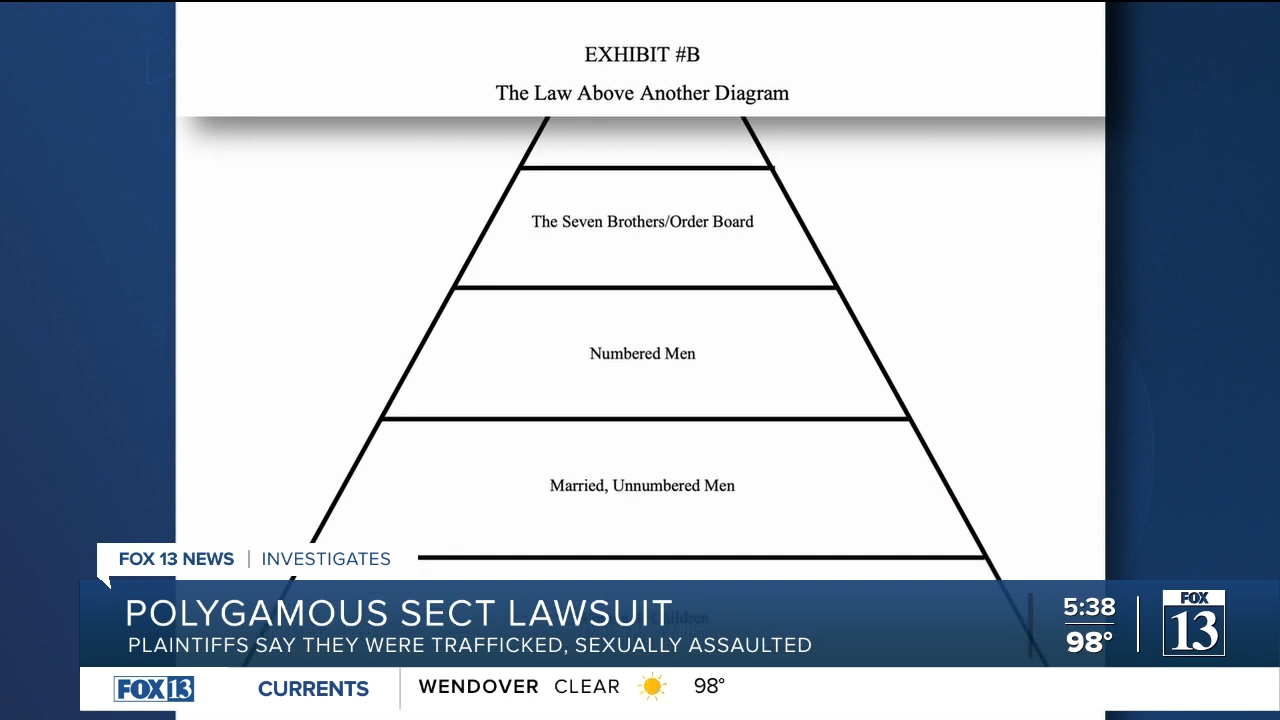 EXHIBIT #B
The Law Above Another Diagram
The Seven Brothers/Order Board
Numbered Men
Married, Unnumbered Men
FOX 13 NEWS | INVESTIGATES
POLYGAMOUS SECT LAWSUIT
PLAINTIFFS SAY THEY WERE TRAFFICKED, SEXUALLY ASSAULTED
5:38
98°
FOX
13
FOX 13 CURRENTS WENDOVER CLEAR 98°